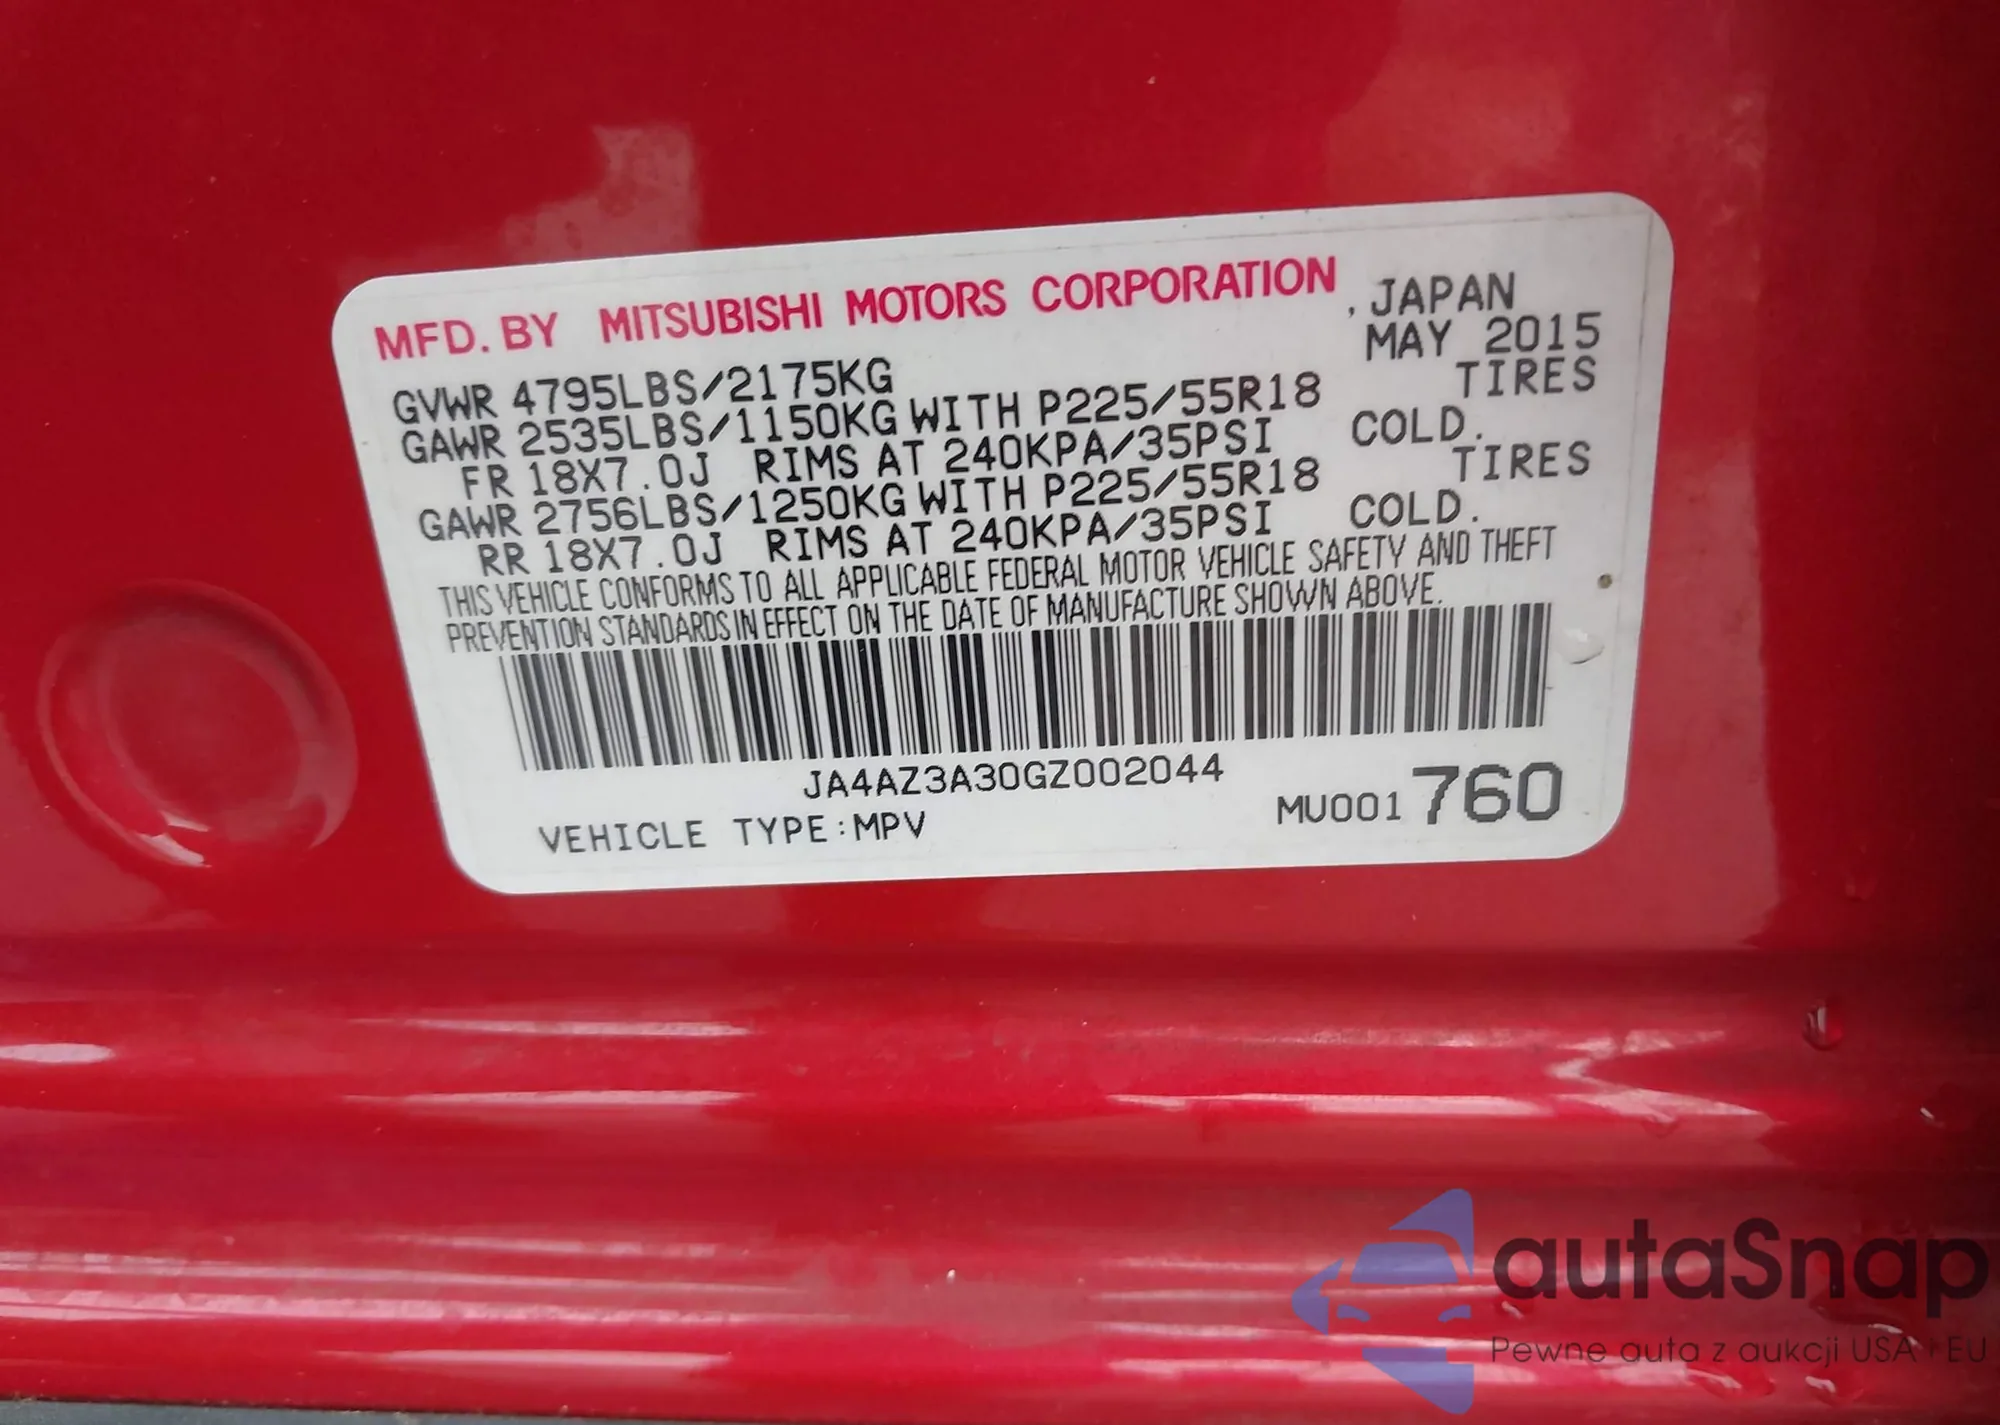 MFD. BY MITSUBISHI MOTORS CORPORATION , JAPAN
MAY 2015
GVWR 4795LBS/2175KG
GAWR 2535LBS/1150KG WITH P225/55R18 TIRES
FR 18X7.0J RIMS AT 240KPA/35PSI COLD.
GAWR 2756LBS/1250KG WITH P225/55R18 TIRES
RR 18X7.0J RIMS AT 240KPA/35PSI COLD.
THIS VEHICLE CONFORMS TO ALL APPLICABLE FEDERAL MOTOR VEHICLE SAFETY AND THEFT
PREVENTION STANDARDS IN EFFECT ON THE DATE OF MANUFACTURE SHOWN ABOVE.
JA4AZ3A30GZ002044
VEHICLE TYPE:MPV MU001 760
autaSnap
Pewne auta z aukcji USA i EU